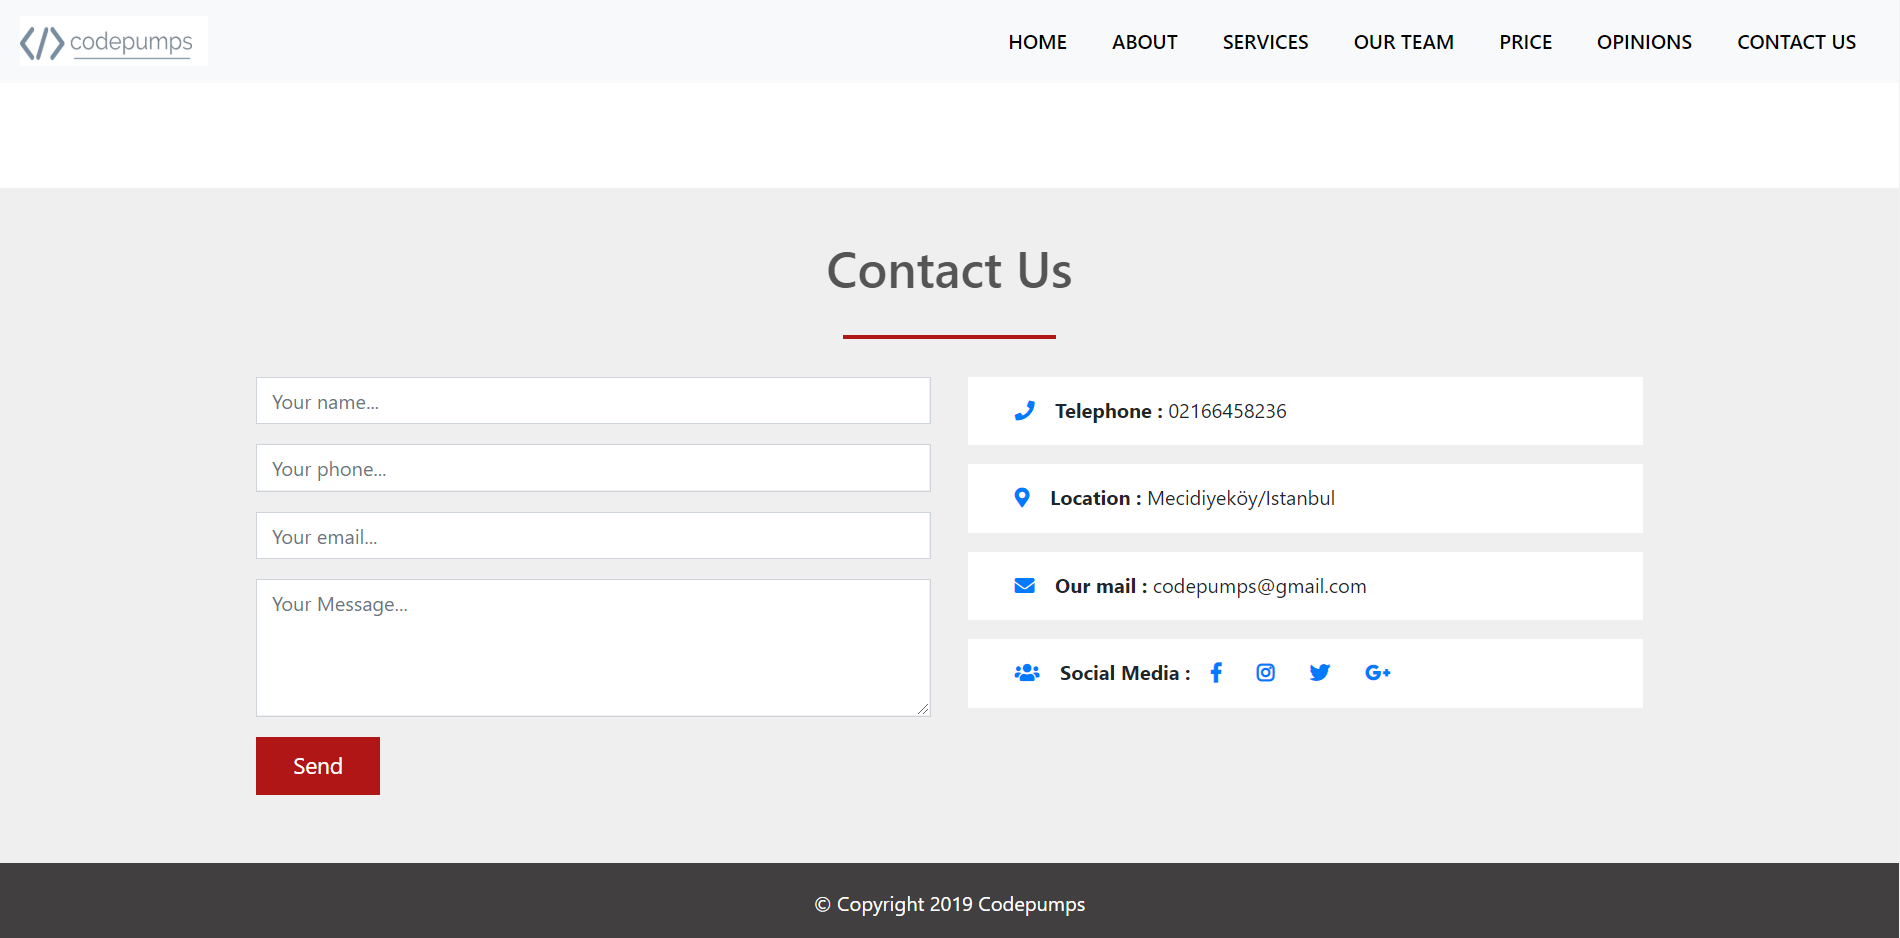 </> codepumps
HOME ABOUT SERVICES OUR TEAM PRICE OPINIONS CONTACT US
Contact Us
Your name...
Your phone...
Your email...
Your Message...
Send
Telephone : 02166458236
Location : Mecidiyeköy/Istanbul
Our mail : codepumps@gmail.com
Social Media : f G+
© Copyright 2019 Codepumps